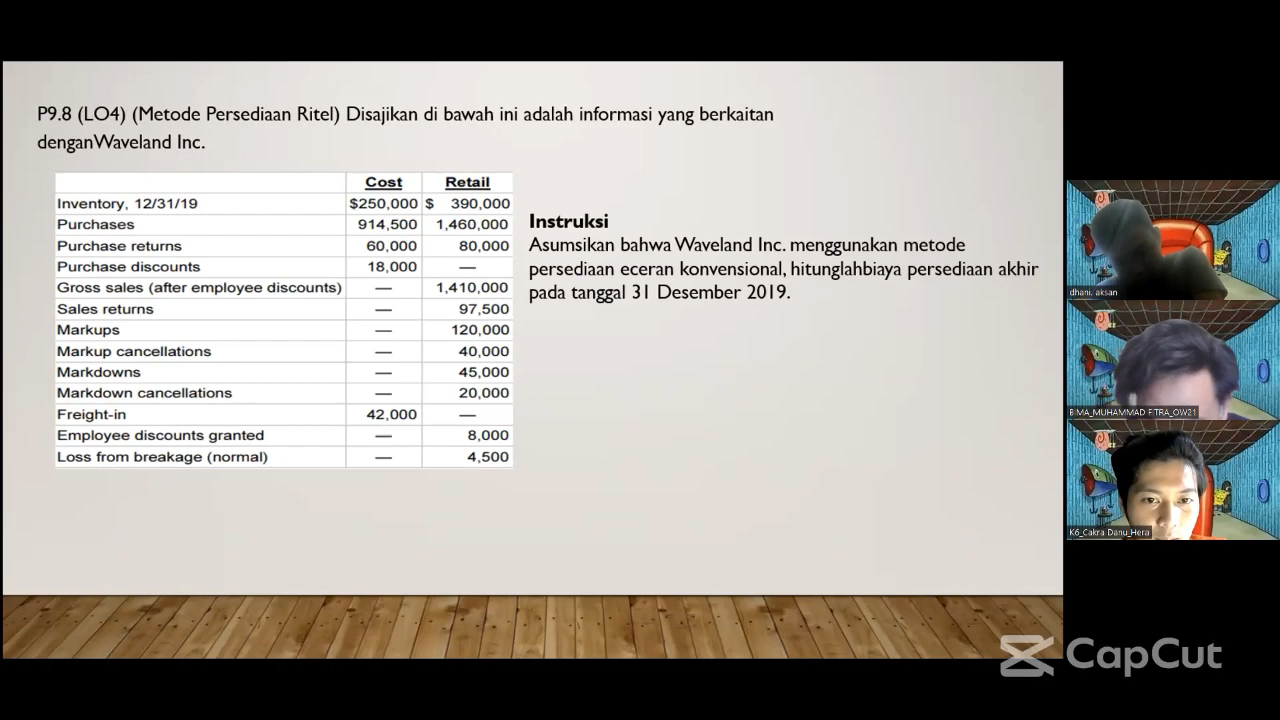 P9.8 (LO4) (Metode Persediaan Ritel) Disajikan di bawah ini adalah informasi yang berkaitan
denganWaveland Inc.
Cost Retail
Inventory, 12/31/19 $250,000 $ 390,000
Purchases 914,500 1,460,000
Purchase returns 60,000 80,000
Purchase discounts 18,000 —
Gross sales (after employee discounts) — 1,410,000
Sales returns — 97,500
Markups — 120,000
Markup cancellations — 40,000
Markdowns — 45,000
Markdown cancellations — 20,000
Freight-in 42,000 —
Employee discounts granted — 8,000
Loss from breakage (normal) — 4,500
Instruksi
Asumsikan bahwa Waveland Inc. menggunakan metode
persediaan eceran konvensional, hitunglahbiaya persediaan akhir
pada tanggal 31 Desember 2019.
dhani. aksan
BIMA_MUHAMMAD FITRA_OW21
K6_Cakra Danu_Hera
CapCut